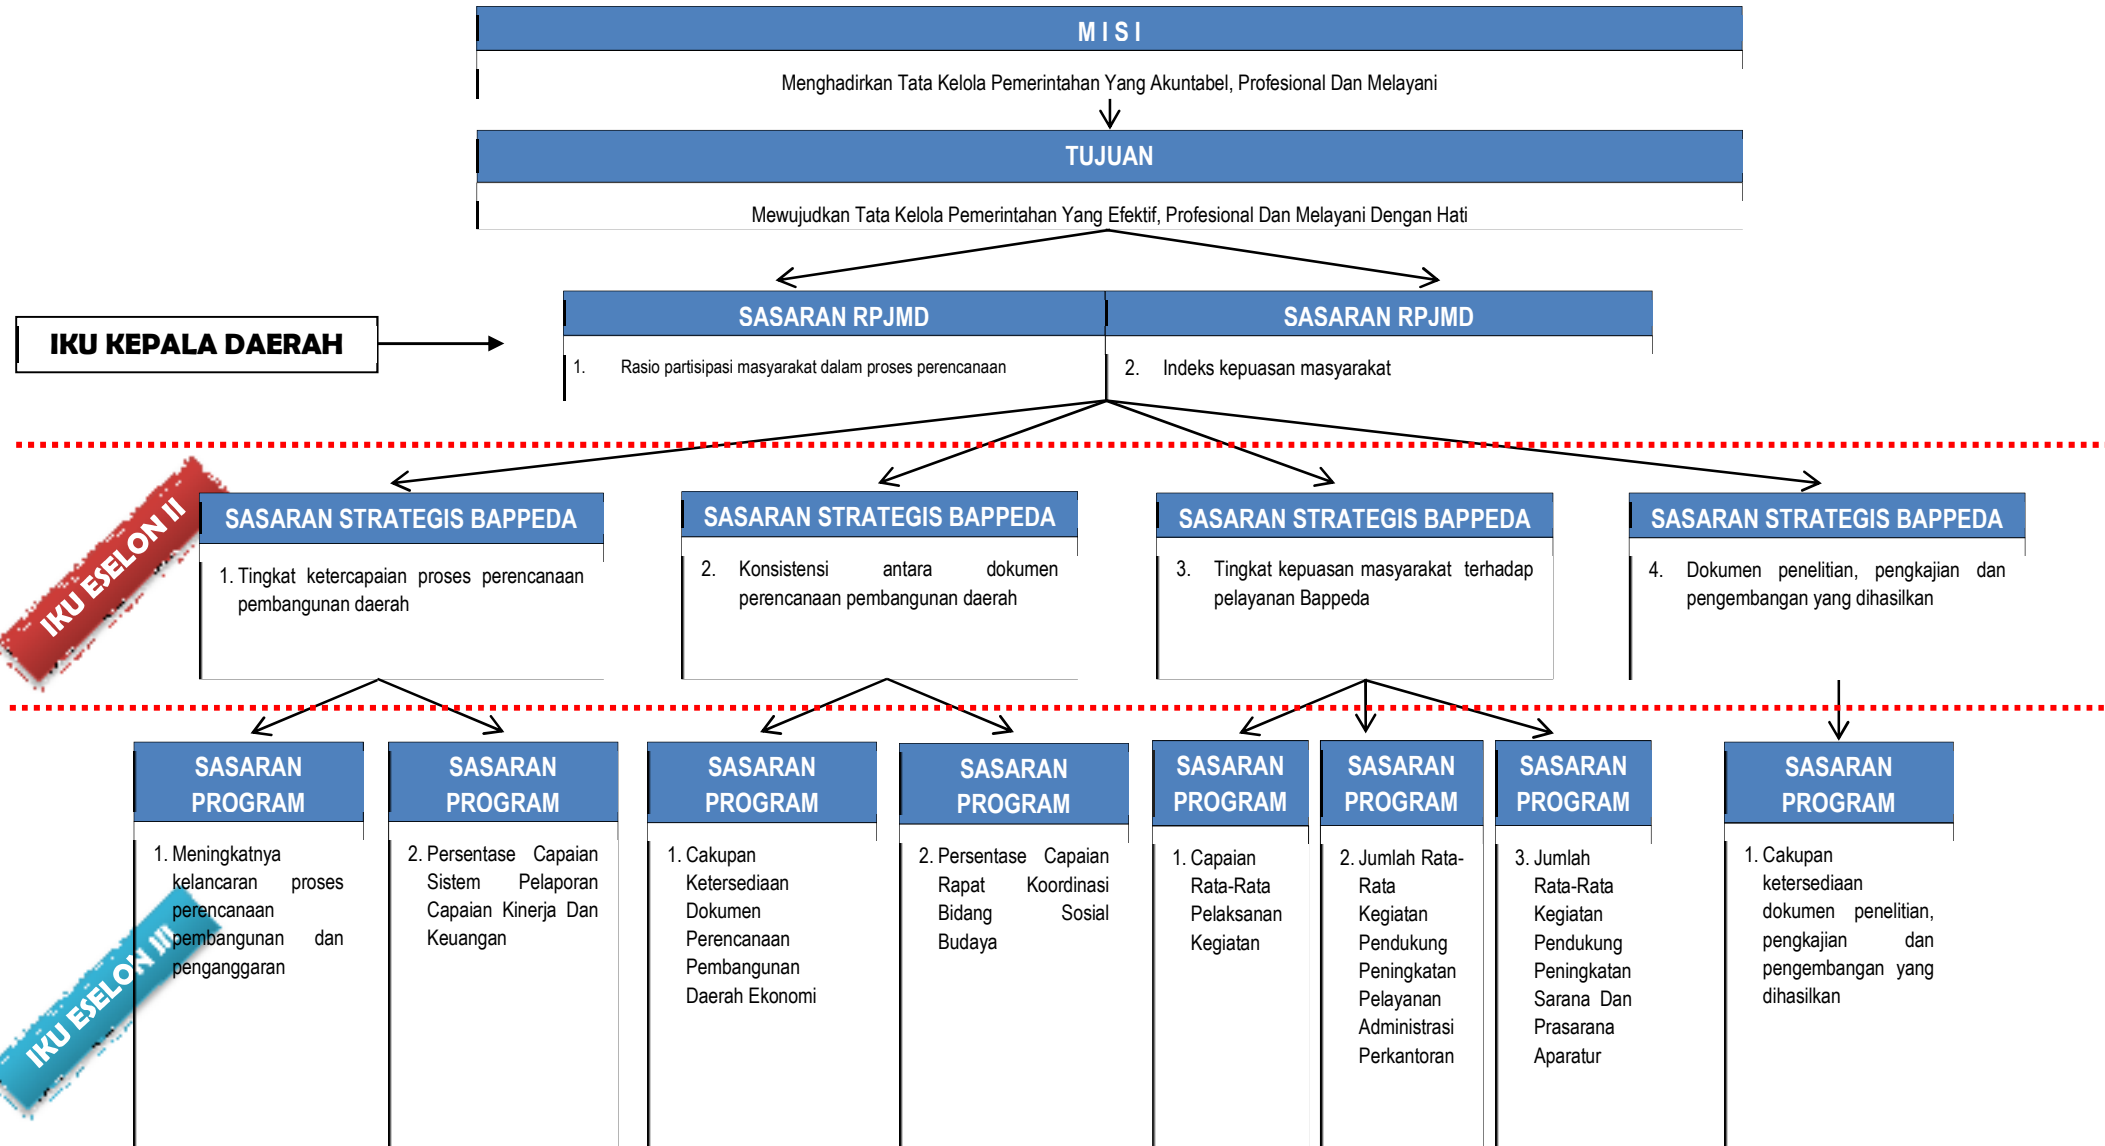 M I S I
Menghadirkan Tata Kelola Pemerintahan Yang Akuntabel, Profesional Dan Melayani
TUJUAN
Mewujudkan Tata Kelola Pemerintahan Yang Efektif, Profesional Dan Melayani Dengan Hati
IKU KEPALA DAERAH
SASARAN RPJMD
1. Rasio partisipasi masyarakat dalam proses perencanaan
SASARAN RPJMD
2. Indeks kepuasan masyarakat
IKU ESELON II
SASARAN STRATEGIS BAPPEDA
1. Tingkat ketercapaian proses perencanaan
pembangunan daerah
SASARAN STRATEGIS BAPPEDA
2. Konsistensi antara dokumen
perencanaan pembangunan daerah
SASARAN STRATEGIS BAPPEDA
3. Tingkat kepuasan masyarakat terhadap
pelayanan Bappeda
SASARAN STRATEGIS BAPPEDA
4. Dokumen penelitian, pengkajian dan
pengembangan yang dihasilkan
IKU ESELON III
SASARAN
PROGRAM
1. Meningkatnya
kelancaran proses
perencanaan
pembangunan dan
penganggaran
SASARAN
PROGRAM
2. Persentase Capaian
Sistem Pelaporan
Capaian Kinerja Dan
Keuangan
SASARAN
PROGRAM
1. Cakupan
Ketersediaan
Dokumen
Perencanaan
Pembangunan
Daerah Ekonomi
SASARAN
PROGRAM
2. Persentase Capaian
Rapat Koordinasi
Bidang Sosial
Budaya
SASARAN
PROGRAM
1. Capaian
Rata-Rata
Pelaksanan
Kegiatan
SASARAN
PROGRAM
2. Jumlah Rata-
Rata
Kegiatan
Pendukung
Peningkatan
Pelayanan
Administrasi
Perkantoran
SASARAN
PROGRAM
3. Jumlah
Rata-Rata
Kegiatan
Pendukung
Peningkatan
Sarana Dan
Prasarana
Aparatur
SASARAN
PROGRAM
1. Cakupan
ketersediaan
dokumen penelitian,
pengkajian dan
pengembangan yang
dihasilkan